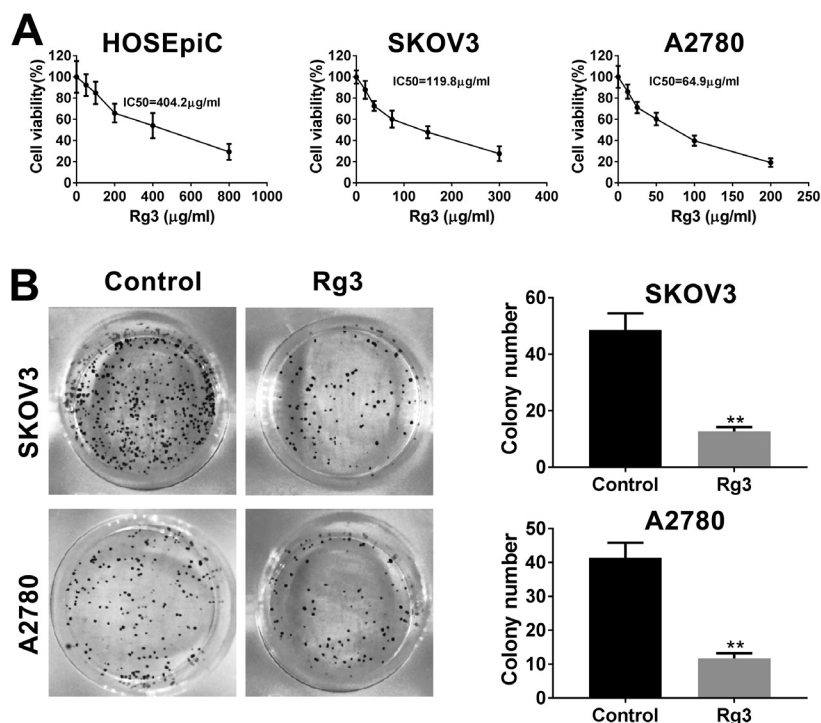 A
HOSEpiC
Cell viability(%)
120
100
80
60
40
20
0
IC50=404.2μg/ml
0 200 400 600 800 1000
Rg3 (μg/ml)
SKOV3
Cell viability(%)
120
100
80
60
40
20
0
IC50=119.8μg/ml
0 100 200 300 400
Rg3 (μg/ml)
A2780
Cell viability(%)
120
100
80
60
40
20
0
IC50=64.9μg/ml
0 50 100 150 200 250
Rg3 (μg/ml)
B
Control Rg3
SKOV3
A2780
SKOV3
Colony number
60
40
20
0
**
Control Rg3
A2780
Colony number
50
40
30
20
10
0
**
Control Rg3